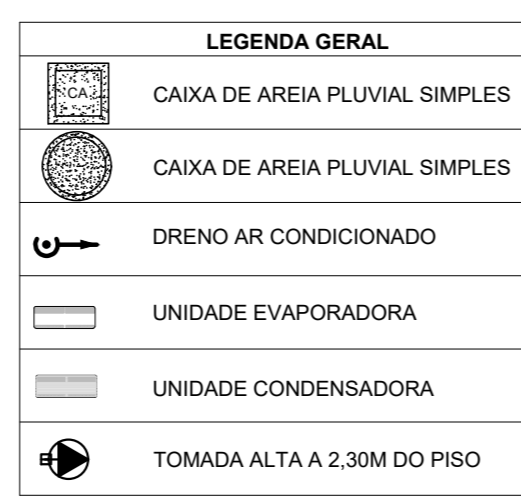 LEGENDA GERAL
CA
CAIXA DE AREIA PLUVIAL SIMPLES
CAIXA DE AREIA PLUVIAL SIMPLES
DRENO AR CONDICIONADO
UNIDADE EVAPORADORA
UNIDADE CONDENSADORA
TOMADA ALTA A 2,30M DO PISO